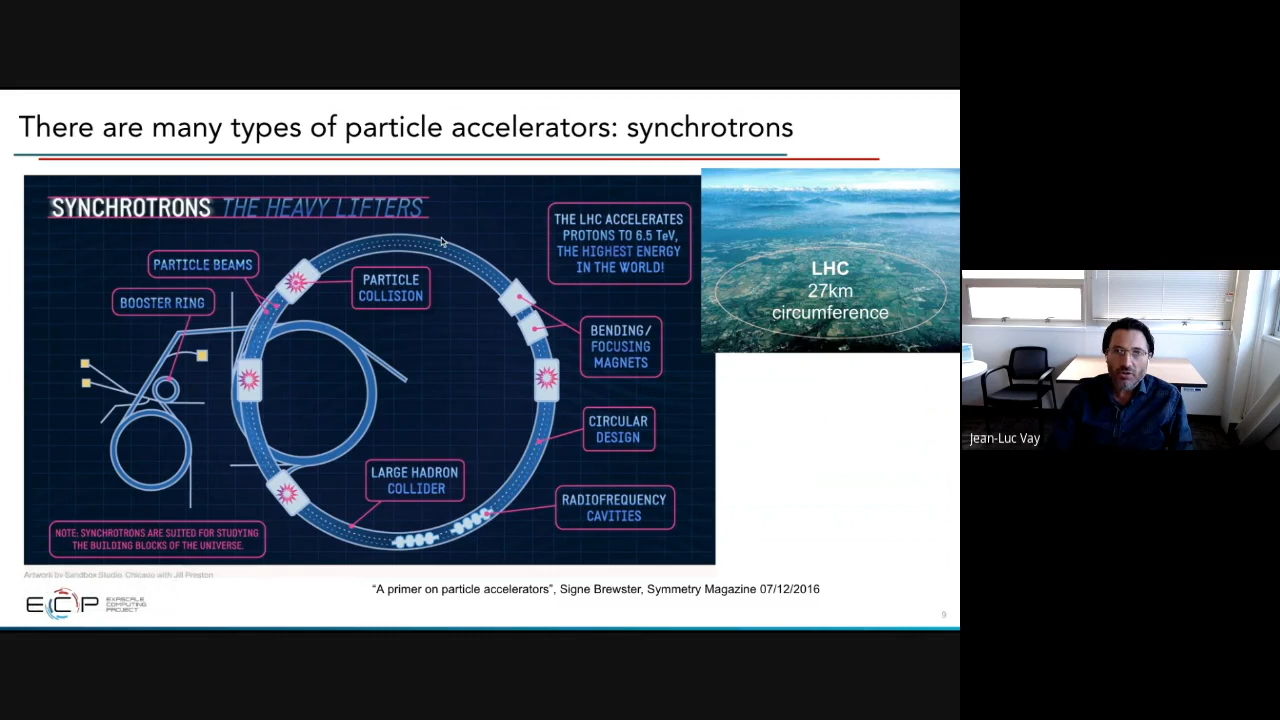 There are many types of particle accelerators: synchrotrons
SYNCHROTRONS THE HEAVY LIFTERS
THE LHC ACCELERATES
PROTONS TO 6.5 TeV,
THE HIGHEST ENERGY
IN THE WORLD!
PARTICLE BEAMS
PARTICLE
COLLISION
BOOSTER RING
BENDING/
FOCUSING
MAGNETS
CIRCULAR
DESIGN
LARGE HADRON
COLLIDER
RADIOFREQUENCY
CAVITIES
NOTE: SYNCHROTRONS ARE SUITED FOR STUDYING
THE BUILDING BLOCKS OF THE UNIVERSE.
LHC
27km
circumference
Artwork by Sandbox Studio, Chicago with Jill Preston
"A primer on particle accelerators", Signe Brewster, Symmetry Magazine 07/12/2016
ECP
EXASCALE
COMPUTING
PROJECT
9
Jean-Luc Vay